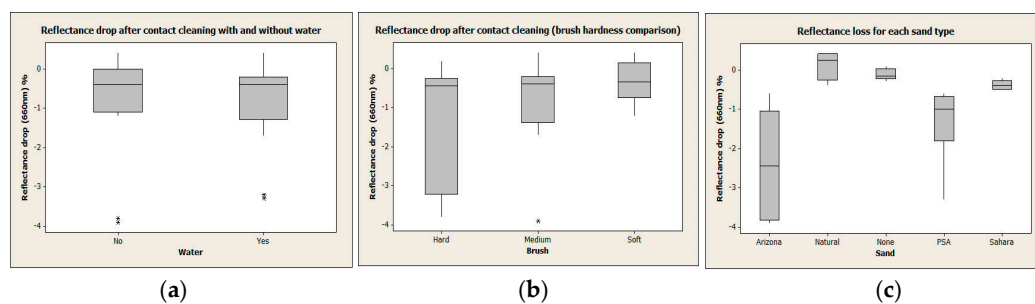 Reflectance drop after contact cleaning with and without water
Reflectance drop (660nm) %
0
-1
-2
-3
-4
No Yes
Water
(a)
Reflectance drop after contact cleaning (brush hardness comparison)
Reflectance drop (660nm) %
0
-1
-2
-3
-4
Hard Medium Soft
Brush
(b)
Reflectance loss for each sand type
Reflectance drop (660nm) %
0
-1
-2
-3
-4
Arizona Natural None PSA Sahara
Sand
(c)